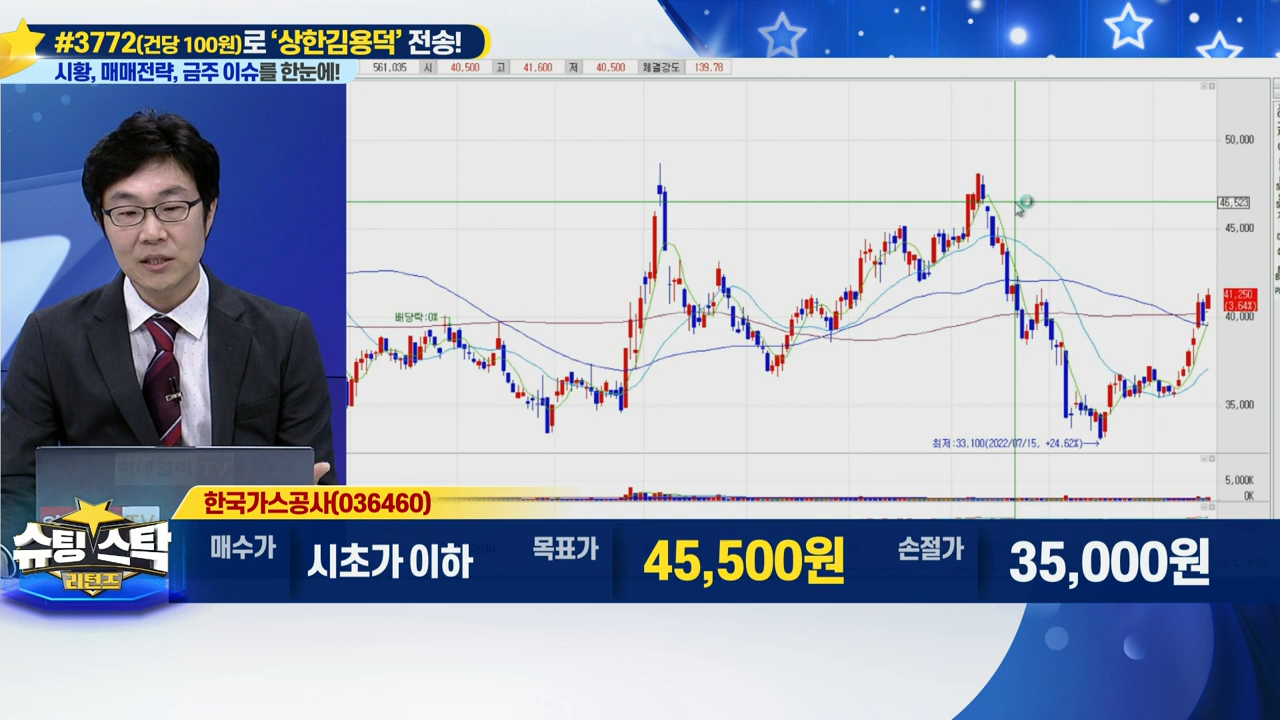 #3772(건당 100원)로 ‘상한김용덕’ 전송!
시황, 매매전략, 금주 이슈를 한눈에!
561,035 시 40,500 고 41,600 저 40,500 체결강도 139.78
50,000
46,523
45,000
41,250
(3.64%)
40,000
35,000
5,000K
0K
배당락:0%
최저:33,100(2022/07/15, +24.62%)
한국가스공사(036460)
슈팅스탁
리턴즈
매수가 시초가 이하 목표가 45,500원 손절가 35,000원